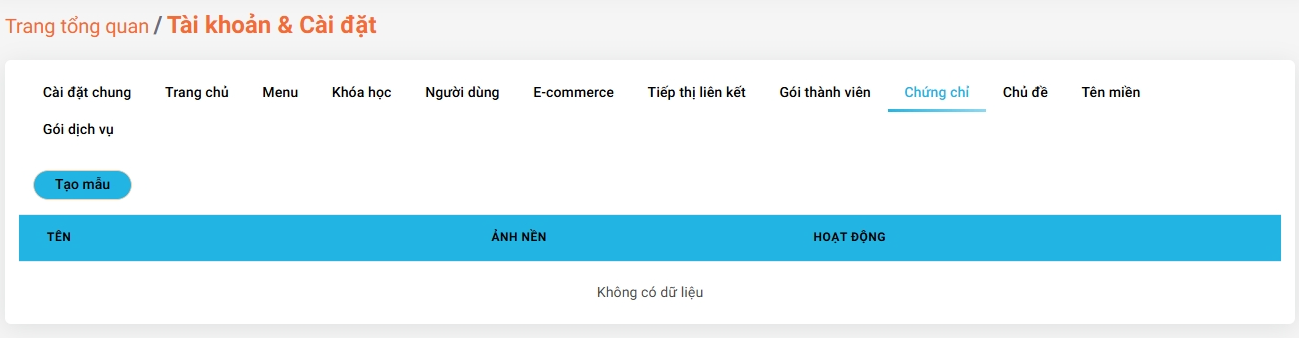 Trang tổng quan / Tài khoản & Cài đặt
Cài đặt chung Trang chủ Menu Khóa học Người dùng E-commerce Tiếp thị liên kết Gói thành viên Chứng chỉ Chủ đề Tên miền
Gói dịch vụ
Tạo mẫu
TÊN ẢNH NỀN HOẠT ĐỘNG
Không có dữ liệu